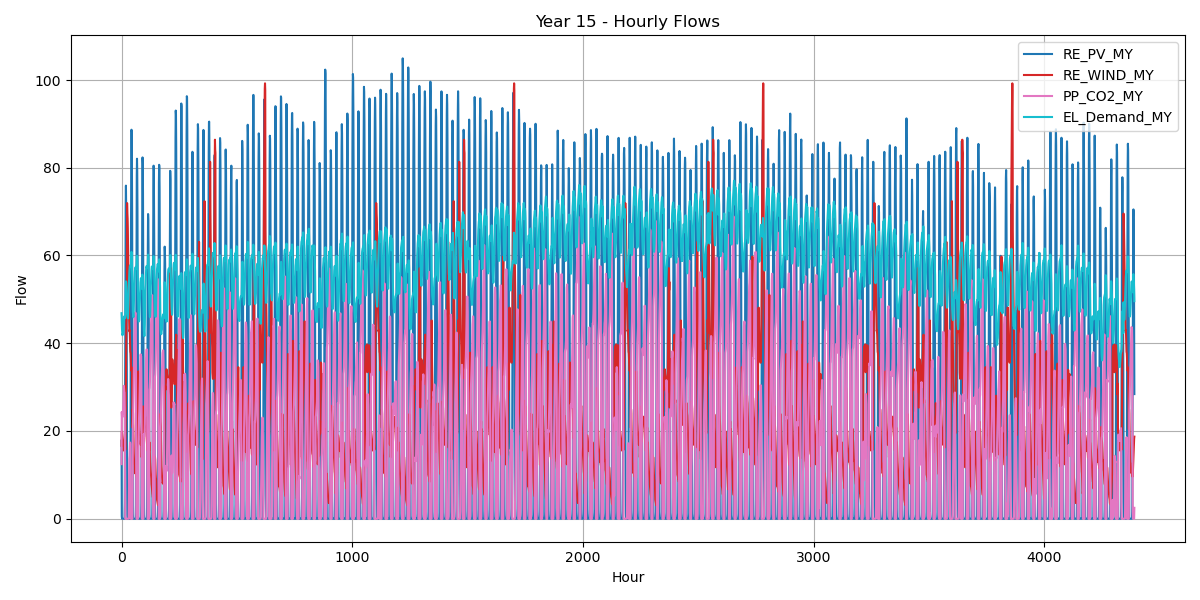 Year 15 - Hourly Flows
RE_PV_MY
RE_WIND_MY
PP_CO2_MY
EL_Demand_MY
Flow
100
80
60
40
20
0
0 1000 2000 3000 4000
Hour